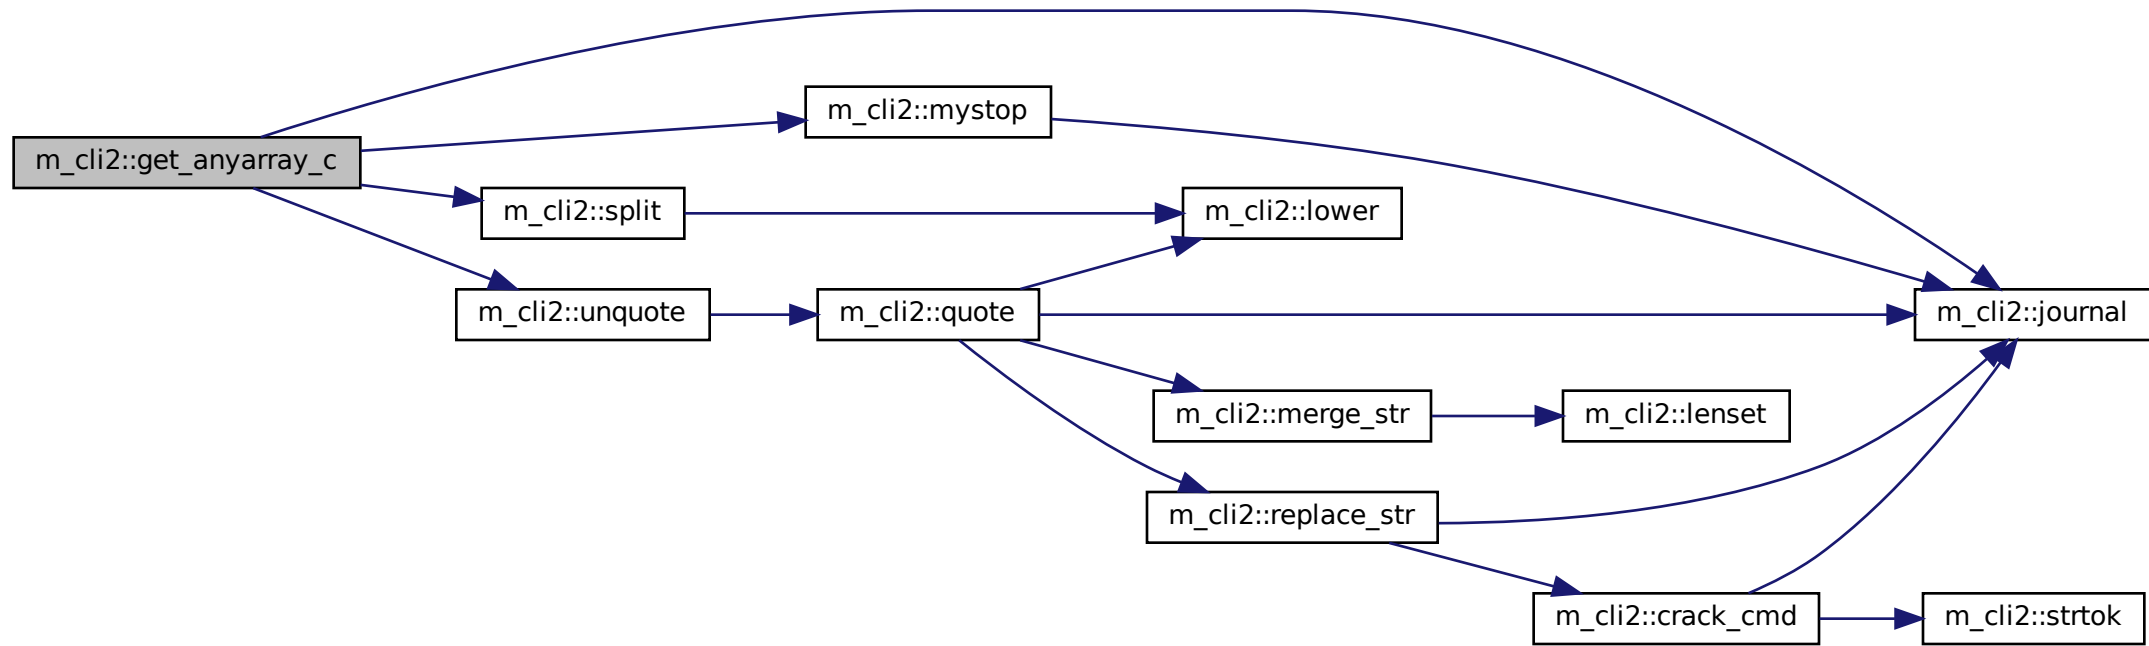 m_cli2::mystop
m_cli2::get_anyarray_c
m_cli2::split
m_cli2::lower
m_cli2::unquote
m_cli2::quote
m_cli2::journal
m_cli2::merge_str
m_cli2::lenset
m_cli2::replace_str
m_cli2::crack_cmd
m_cli2::strtok